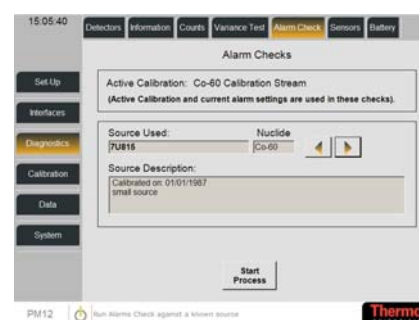 15:05:40
Detectors Information Counts Variance Test Alarm Check Sensors Battery
Alarm Checks
Set Up
Active Calibration: Co-60 Calibration Stream
(Active Calibration and current alarm settings are used in these checks).
Interfaces
Source Used: Nuclide
Diagnostics
7U815 Co-60
Source Description:
Calibration
Calibrated on: 01/01/1987
small source
Data
System
Start
Process
PM12 Run Alarms Check against a known source
Thermo